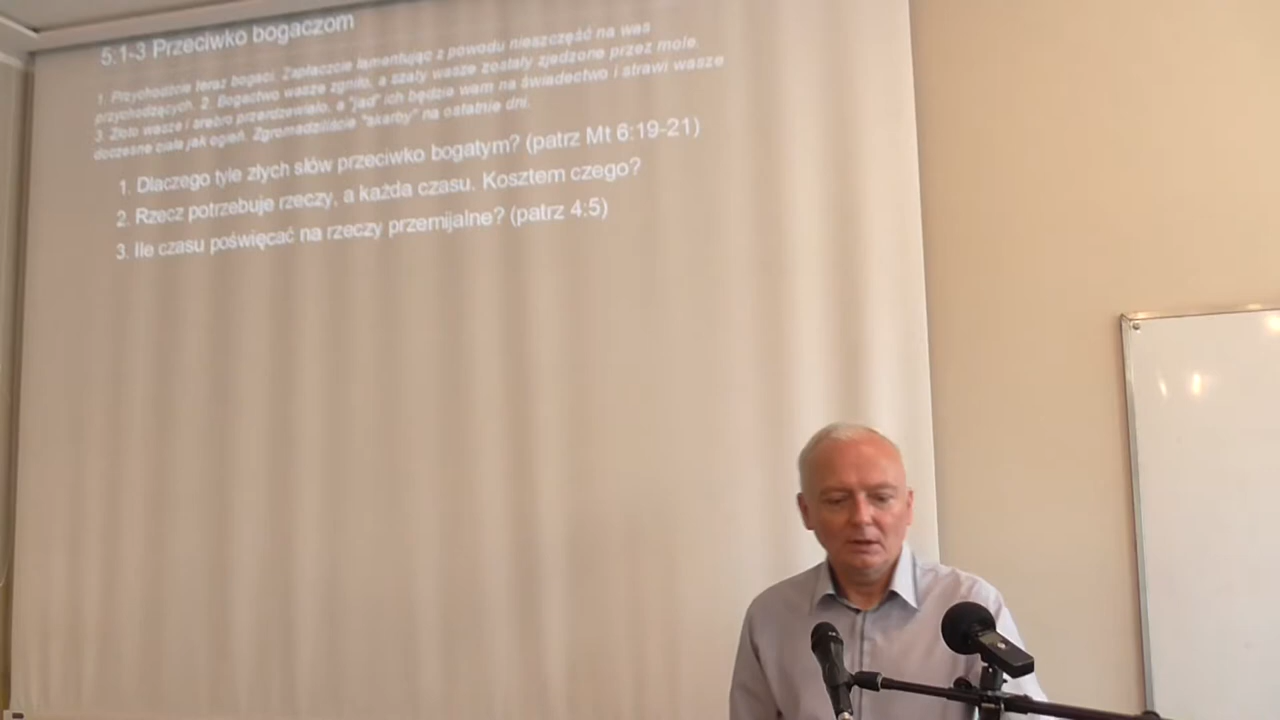 5:1-3 Przeciwko bogaczom
1. Przychodzcie teraz bogaci. Zapłaczcie lamentując z powodu nieszczęść na was
przychodzących. 2. Bogactwo wasze zgniło, a szaty wasze zostały zjedzone przez mole.
3. Złoto wasze i srebro przerdzewiało, a "jad" ich będzie wam na świadectwo i strawi wasze
doczesne ciała jak ogień. Zgromadziliście "skarby" na ostatnie dni.
1. Dlaczego tyle złych słów przeciwko bogatym? (patrz Mt 6:19-21)
2. Rzecz potrzebuje rzeczy, a każda czasu. Kosztem czego?
3. Ile czasu poświęcać na rzeczy przemijalne? (patrz 4:5)